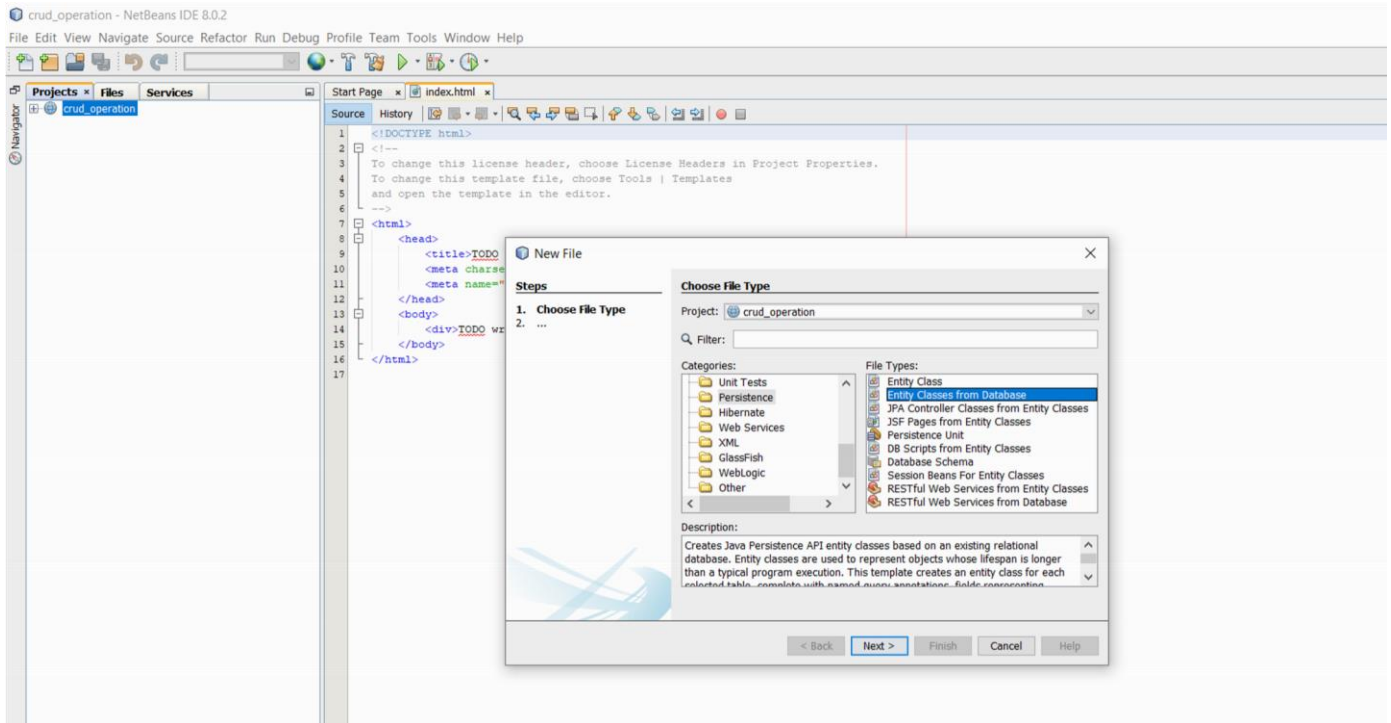 crud_operation - NetBeans IDE 8.0.2
File Edit View Navigate Source Refactor Run Debug Profile Team Tools Window Help
Projects Files Services
Start Page index.html
Navigator
crud_operation
Source History
1 <!DOCTYPE html>
2 <!--
3 To change this license header, choose License Headers in Project Properties.
4 To change this template file, choose Tools | Templates
5 and open the template in the editor.
6 -->
7 <html>
8 <head>
9 <title>TODO
10 <meta charse
11 <meta name="
12 </head>
13 <body>
14 <div>TODO wr
15 </body>
16 </html>
17
New File
Steps
1. Choose File Type
2. ...
Choose File Type
Project: crud_operation
Filter:
Categories:
Unit Tests
Persistence
Hibernate
Web Services
XML
GlassFish
WebLogic
Other
File Types:
Entity Class
Entity Classes from Database
JPA Controller Classes from Entity Classes
JSF Pages from Entity Classes
Persistence Unit
DB Scripts from Entity Classes
Database Schema
Session Beans For Entity Classes
RESTful Web Services from Entity Classes
RESTful Web Services from Database
Description:
Creates Java Persistence API entity classes based on an existing relational
database. Entity classes are used to represent objects whose lifespan is longer
than a typical program execution. This template creates an entity class for each
selected table, complete with named query annotations, fields representing
< Back Next > Finish Cancel Help